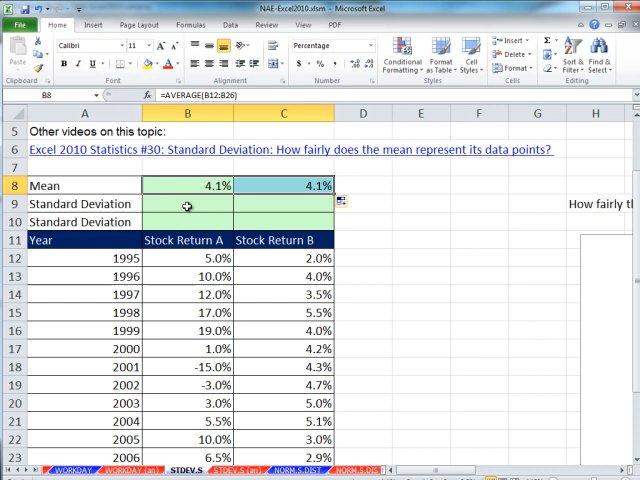 NAE-Excel2010.xlsm - Microsoft Excel
File Home Insert Page Layout Formulas Data Review View PDF
Calibri 11 A A Percentage Insert Σ
Paste B I U A $ % , Conditional Formatting Format as Table Cell Styles Delete Format Sort & Filter Find & Select
Clipboard Font Alignment Number Styles Cells Editing
B8 fx =AVERAGE(B12:B26)
A B C D E F G H
5 Other videos on this topic:
6 Excel 2010 Statistics #30: Standard Deviation: How fairly does the mean represent its data points?
7
8 Mean 4.1% 4.1%
9 Standard Deviation How fairly th
10 Standard Deviation
11 Year Stock Return A Stock Return B
12 1995 5.0% 2.0%
13 1996 10.0% 4.0%
14 1997 12.0% 3.5%
15 1998 17.0% 5.5%
16 1999 19.0% 4.0%
17 2000 1.0% 4.2%
18 2001 -15.0% 4.3%
19 2002 -3.0% 4.7%
20 2003 3.0% 5.0%
21 2004 5.5% 5.1%
22 2005 10.0% 3.0%
23 2006 6.5% 2.9%
WORKDAY WORKDAY (an) STDEV.S STDEV.S (an) NORM.S.DIST NORM.S.DIS